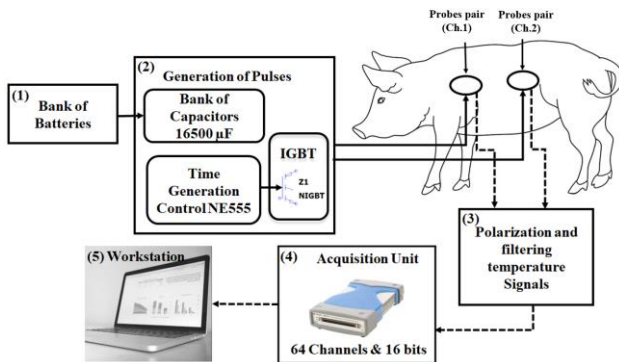 Probes pair
(Ch.1)
Probes pair
(Ch.2)
(1)
Bank of
Batteries
(2)
Generation of Pulses
Bank of
Capacitors
16500 µF
Time
Generation
Control NE555
IGBT
Z1
NIGBT
(3)
Polarization and
filtering
temperature
Signals
(4)
Acquisition Unit
64 Channels & 16 bits
(5) Workstation